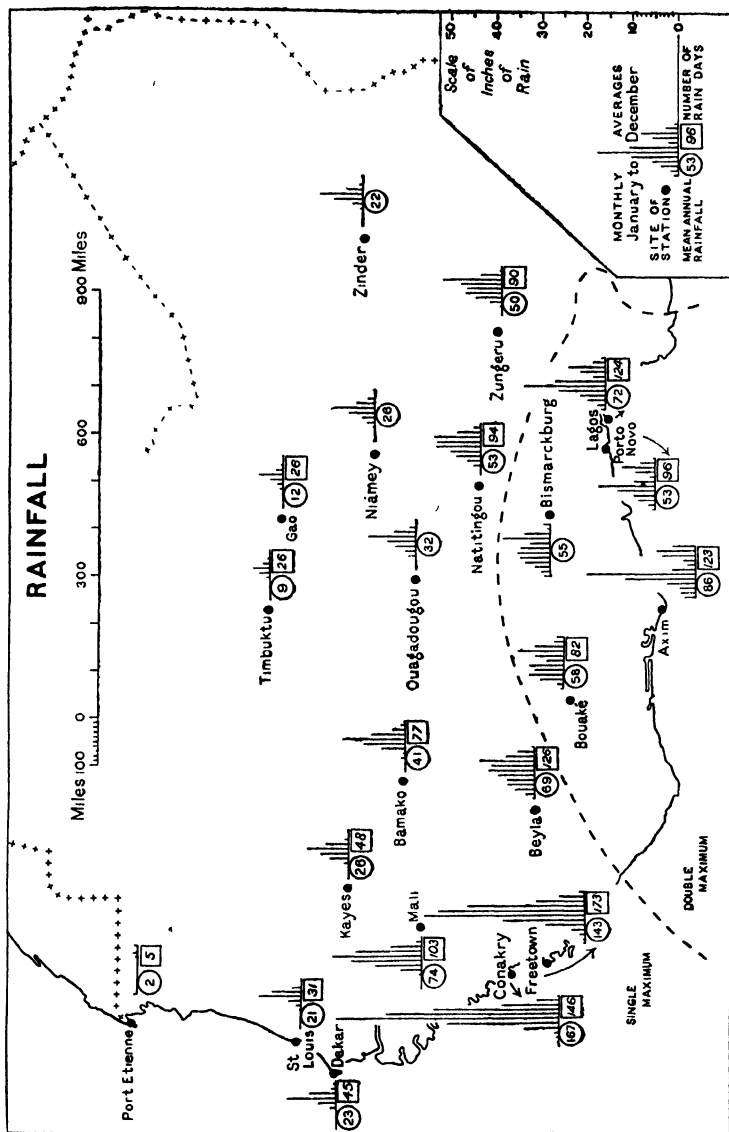 RAINFALL
Miles 100
0
300
600
900 Miles
Port Etienne
2 5
St
Louis
21 31
Dakar
23 45
Kayes
26 48
Bamako
41 77
Mali
74 103
Conakry
167 146
Freetown
143 173
Timbuktu
9 26
Gao
12 26
Ouagadougou
32
Niámey
26
Zinder
22
Natitingou
53 94
Zungeru
50 90
Bismarckburg
55
Beyla
69 126
Bouaké
58 82
Axim
86 123
Lagos
72 124
Porto
Novo
53 96
SINGLE
MAXIMUM
DOUBLE
MAXIMUM
Scale
of
Inches
of
Rain
50
40
30
20
10
0
MONTHLY AVERAGES
January to December
SITE OF
STATION
53 96
MEAN ANNUAL
RAINFALL
NUMBER OF
RAIN DAYS